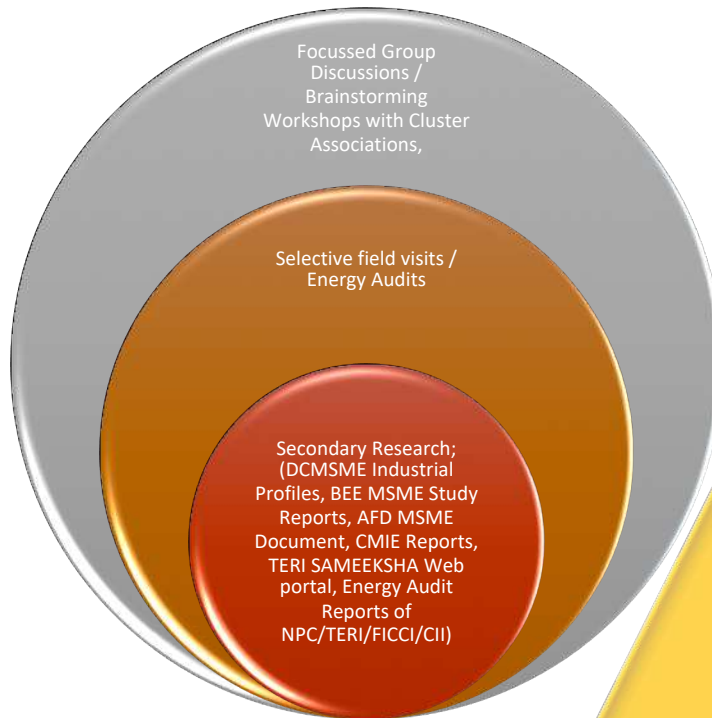 Focussed Group
Discussions /
Brainstorming
Workshops with Cluster
Associations,
Selective field visits /
Energy Audits
Secondary Research;
(DCMSME Industrial
Profiles, BEE MSME Study
Reports, AFD MSME
Document, CMIE Reports,
TERI SAMEEKSHA Web
portal, Energy Audit
Reports of
NPC/TERI/FICCI/CII)